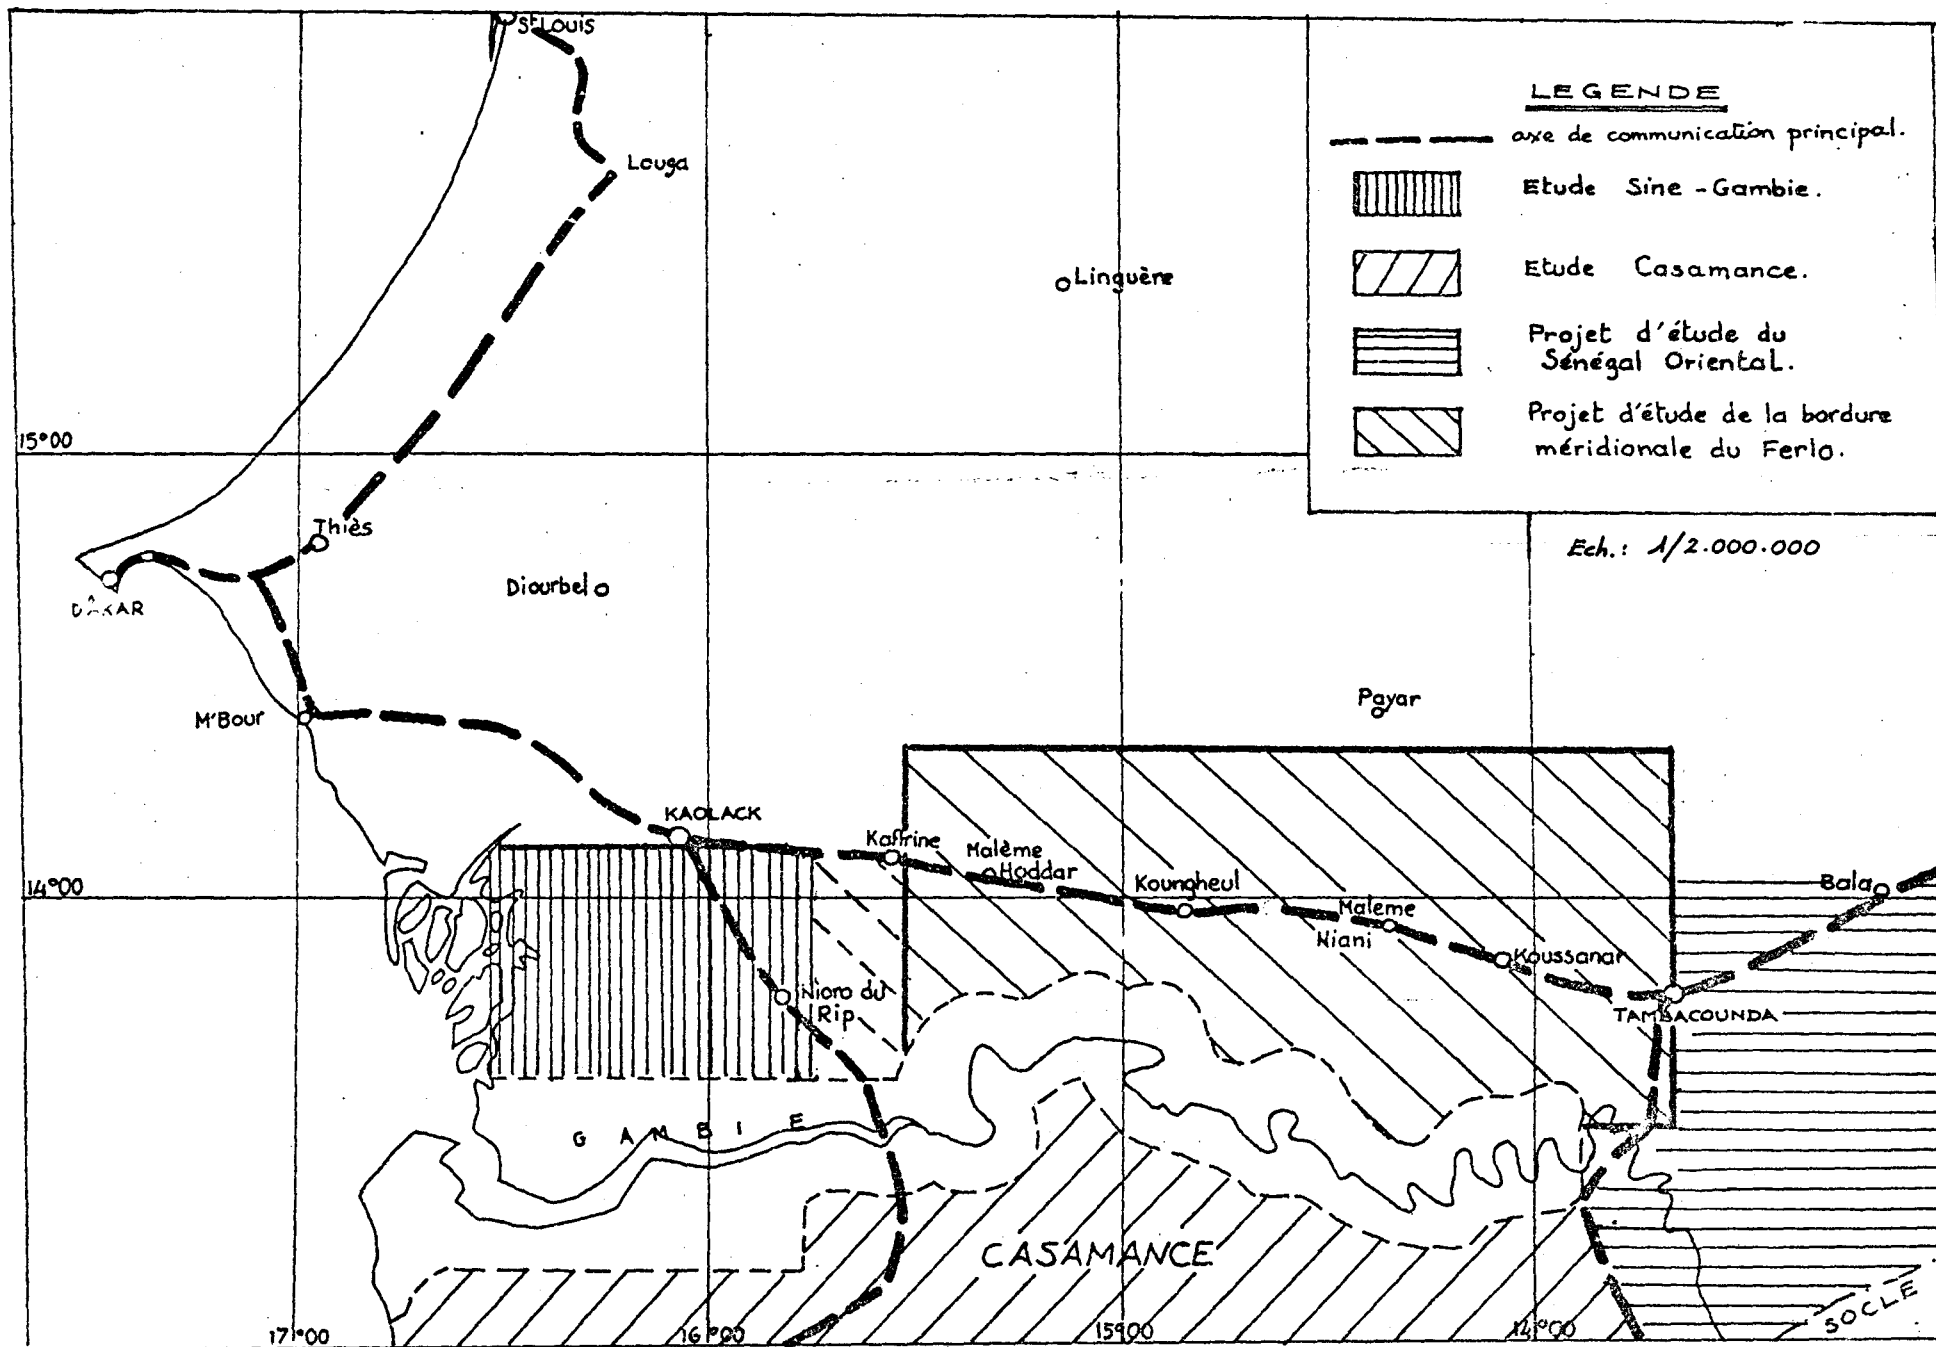 St Louis
Louga
Linguère
LEGENDE
axe de communication principal.
Etude Sine - Gambie.
Etude Casamance.
Projet d'étude du
Sénégal Oriental.
Projet d'étude de la bordure
méridionale du Ferlo.
Ech.: 1/2.000.000
15°00
Thiès
DAKAR
Diourbel
M'Bour
Payar
KAOLACK
Kaffrine
Malème
Hoddar
Koungheul
Maleme
Niani
Koussanar
Bala
14°00
TAMBACOUNDA
Nioro du
Rip
GAMBIE
CASAMANCE
SOCLE
17°00
16°00
15°00
14°00